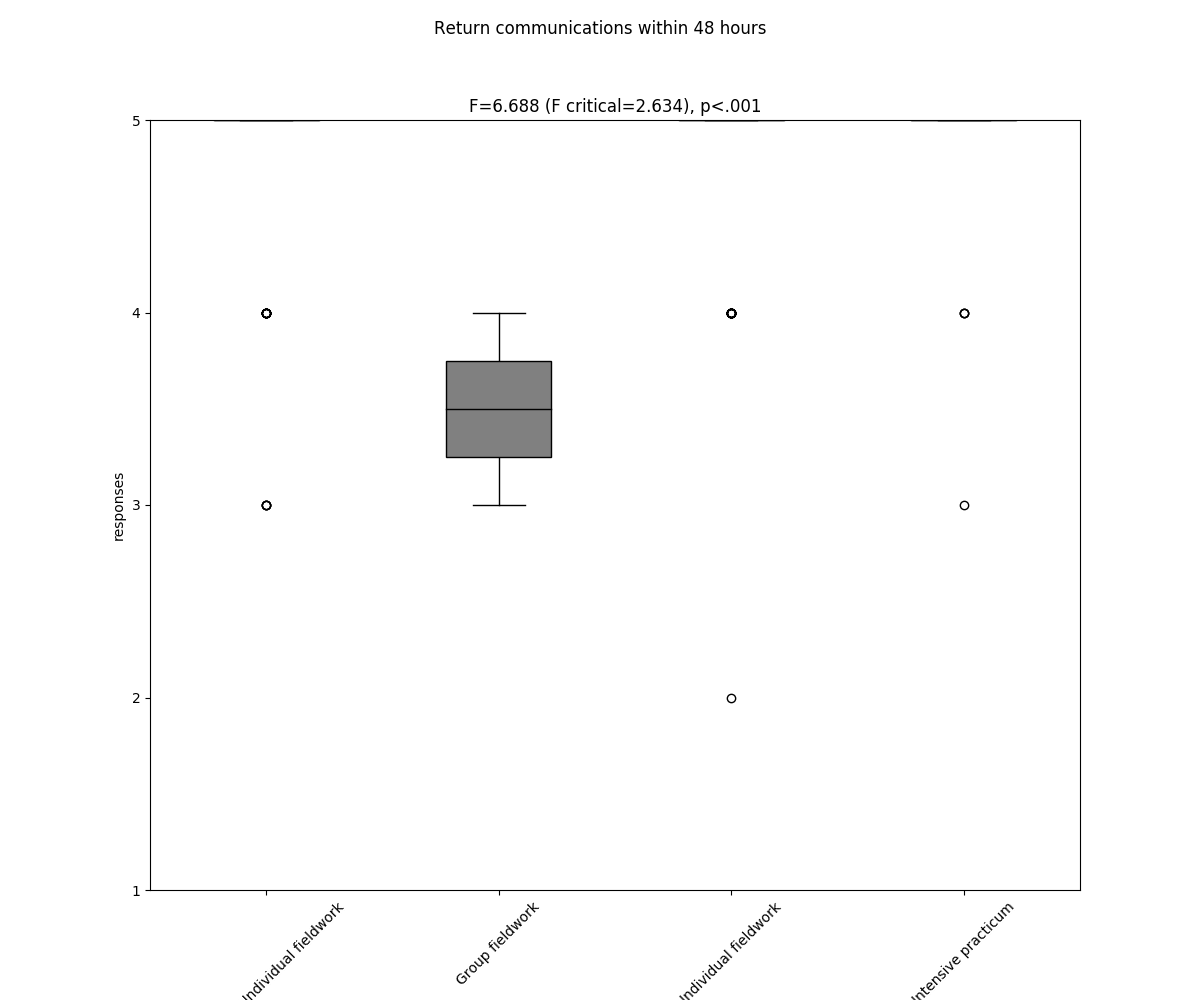 Return communications within 48 hours
F=6.688 (F critical=2.634), p<.001
5
4
3
2
1
responses
Individual fieldwork
Group fieldwork
Individual fieldwork
Intensive practicum